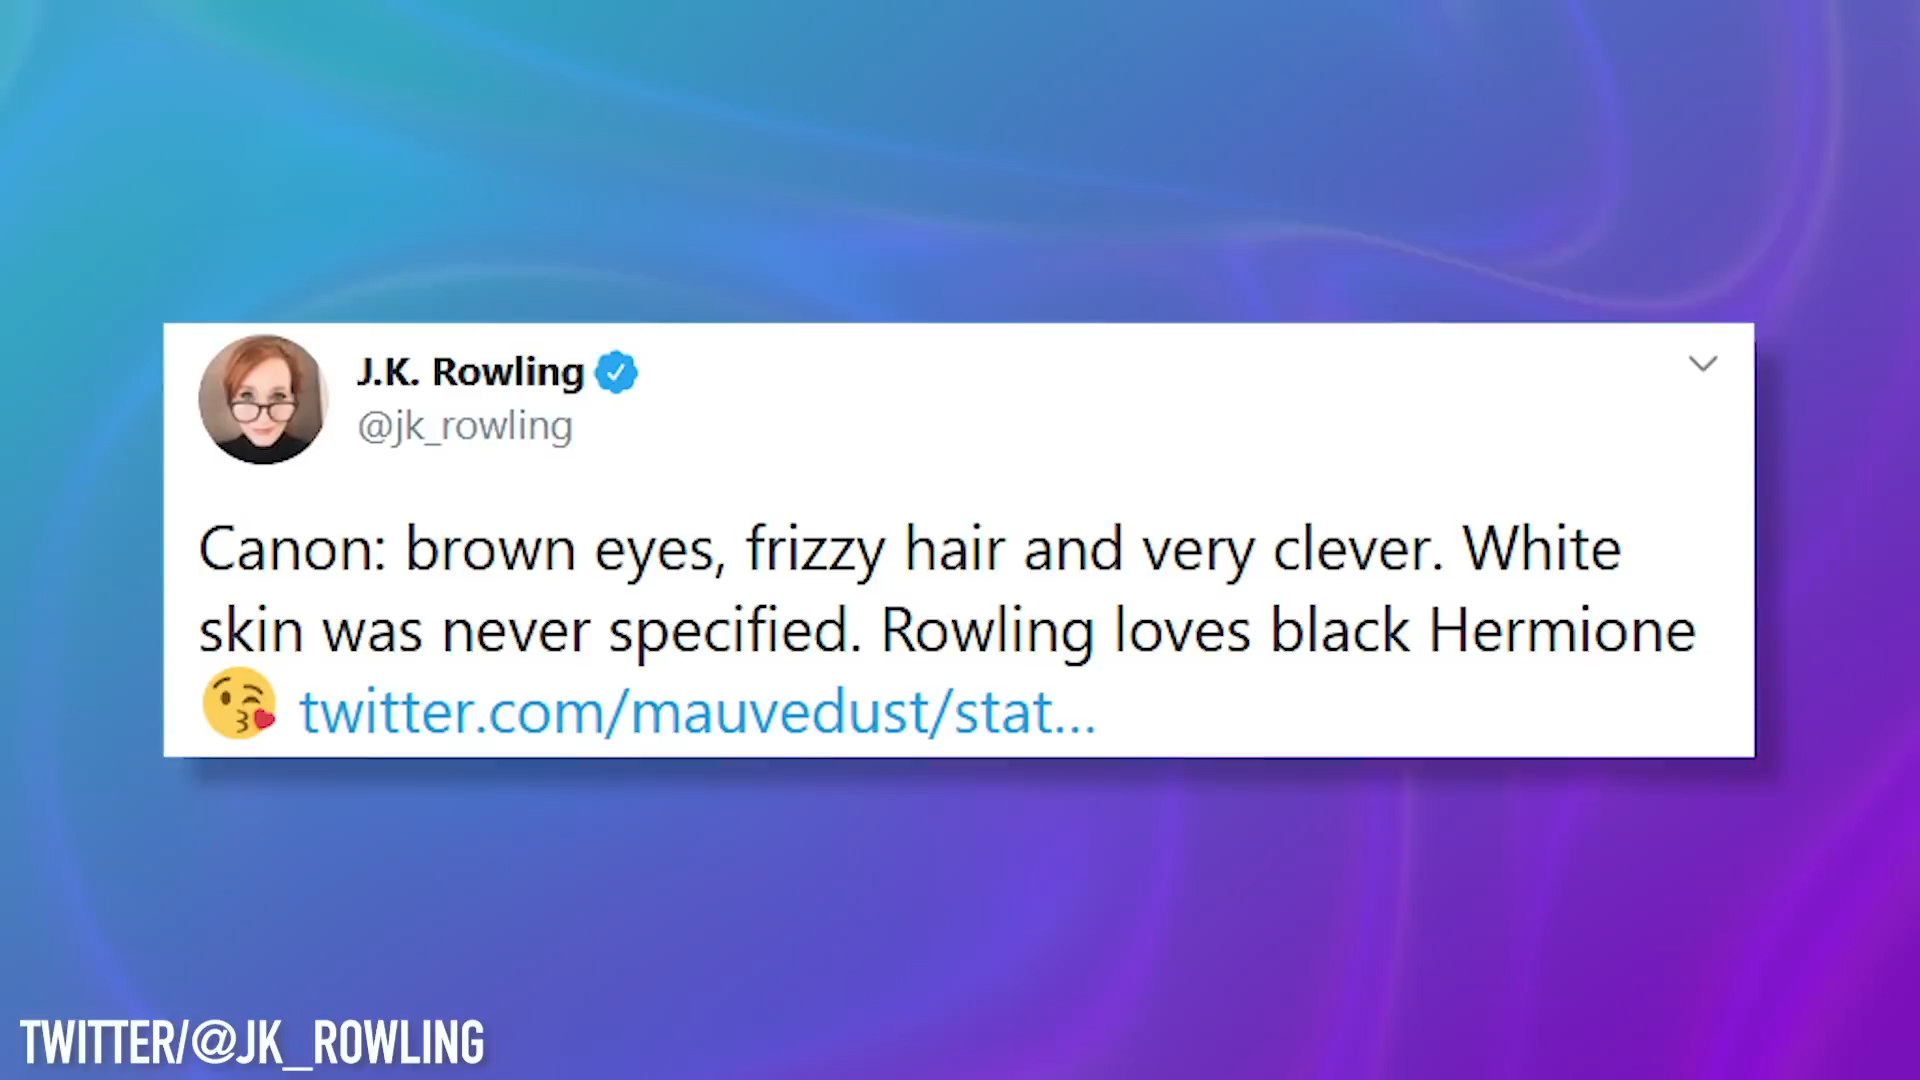 J.K. Rowling
@jk_rowling
Canon: brown eyes, frizzy hair and very clever. White
skin was never specified. Rowling loves black Hermione
😘 twitter.com/mauvedust/stat...
TWITTER/@JK_ROWLING